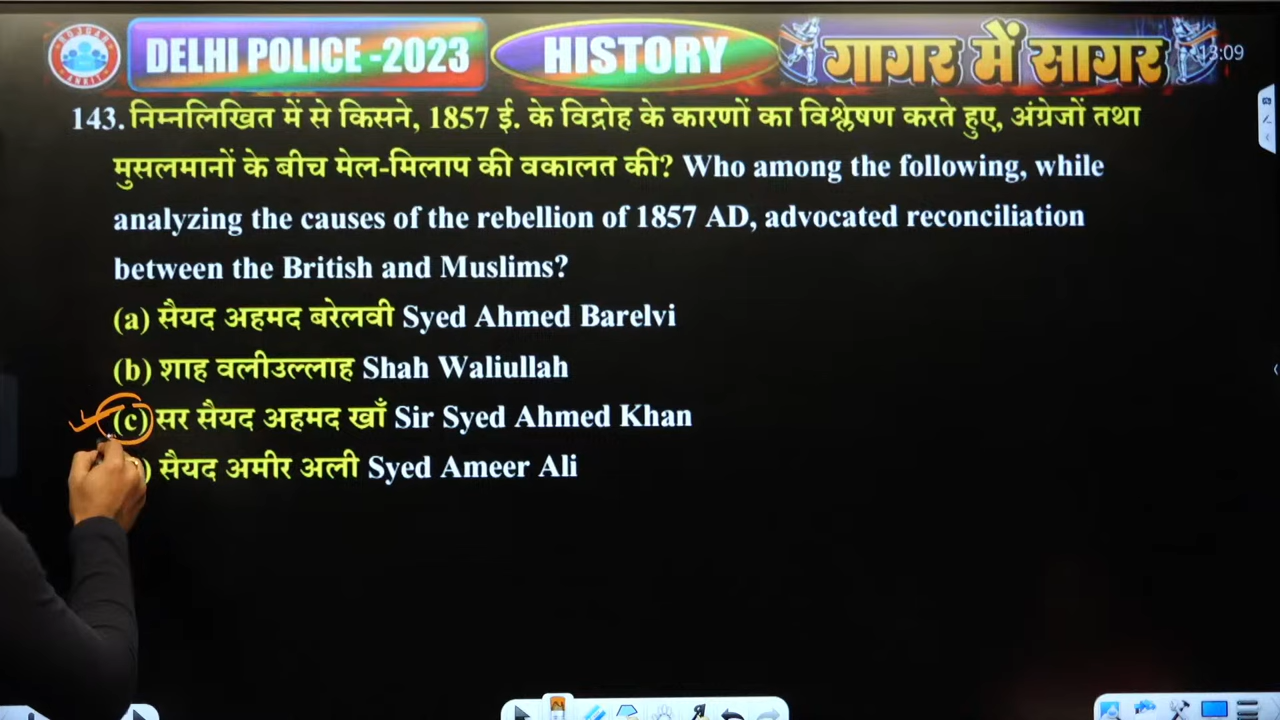 ROJGAR
ANKIT
DELHI POLICE -2023
HISTORY
गागर में सागर
13:09
143. निम्नलिखित में से किसने, 1857 ई. के विद्रोह के कारणों का विश्लेषण करते हुए, अंग्रेजों तथा
मुसलमानों के बीच मेल-मिलाप की वकालत की? Who among the following, while
analyzing the causes of the rebellion of 1857 AD, advocated reconciliation
between the British and Muslims?
(a) सैयद अहमद बरेलवी Syed Ahmed Barelvi
(b) शाह वलीउल्लाह Shah Waliullah
(c) सर सैयद अहमद खाँ Sir Syed Ahmed Khan
) सैयद अमीर अली Syed Ameer Ali